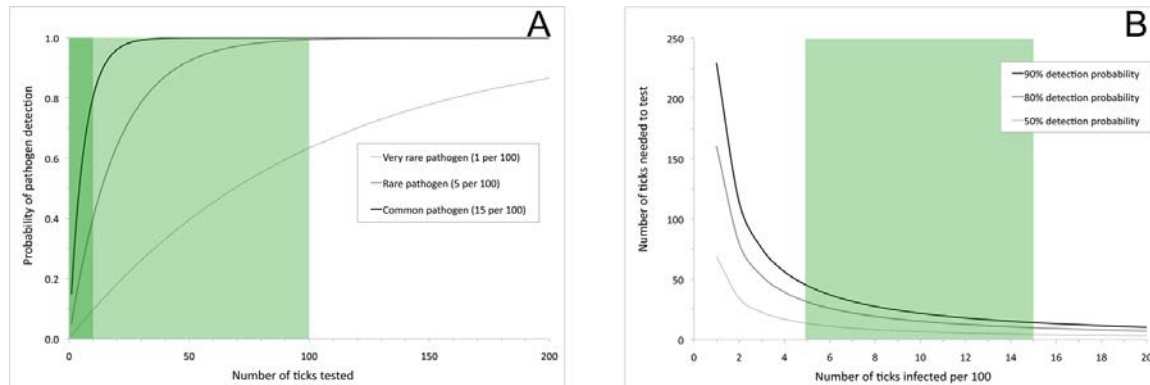 A
1.0
0.8
0.6
0.4
0.2
0.0
Probability of pathogen detection
Very rare pathogen (1 per 100)
Rare pathogen (5 per 100)
Common pathogen (15 per 100)
0
50
100
150
200
Number of ticks tested
B
250
200
150
100
50
0
Number of ticks needed to test
90% detection probability
80% detection probability
50% detection probability
0
2
4
6
8
10
12
14
16
18
20
Number of ticks infected per 100